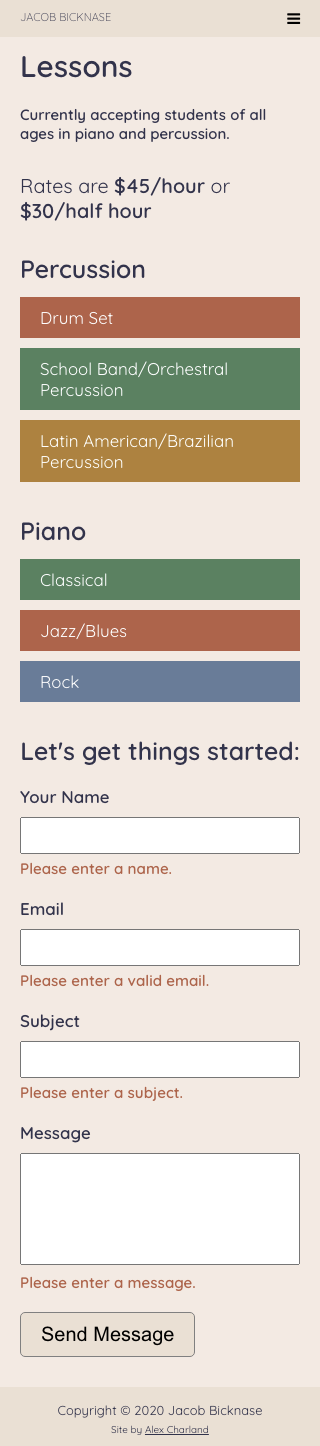 JACOB BICKNASE
Lessons
Currently accepting students of all
ages in piano and percussion.
Rates are $45/hour or
$30/half hour
Percussion
Drum Set
School Band/Orchestral
Percussion
Latin American/Brazilian
Percussion
Piano
Classical
Jazz/Blues
Rock
Let's get things started:
Your Name
Please enter a name.
Email
Please enter a valid email.
Subject
Please enter a subject.
Message
Please enter a message.
Send Message
Copyright © 2020 Jacob Bicknase
Site by Alex Charland